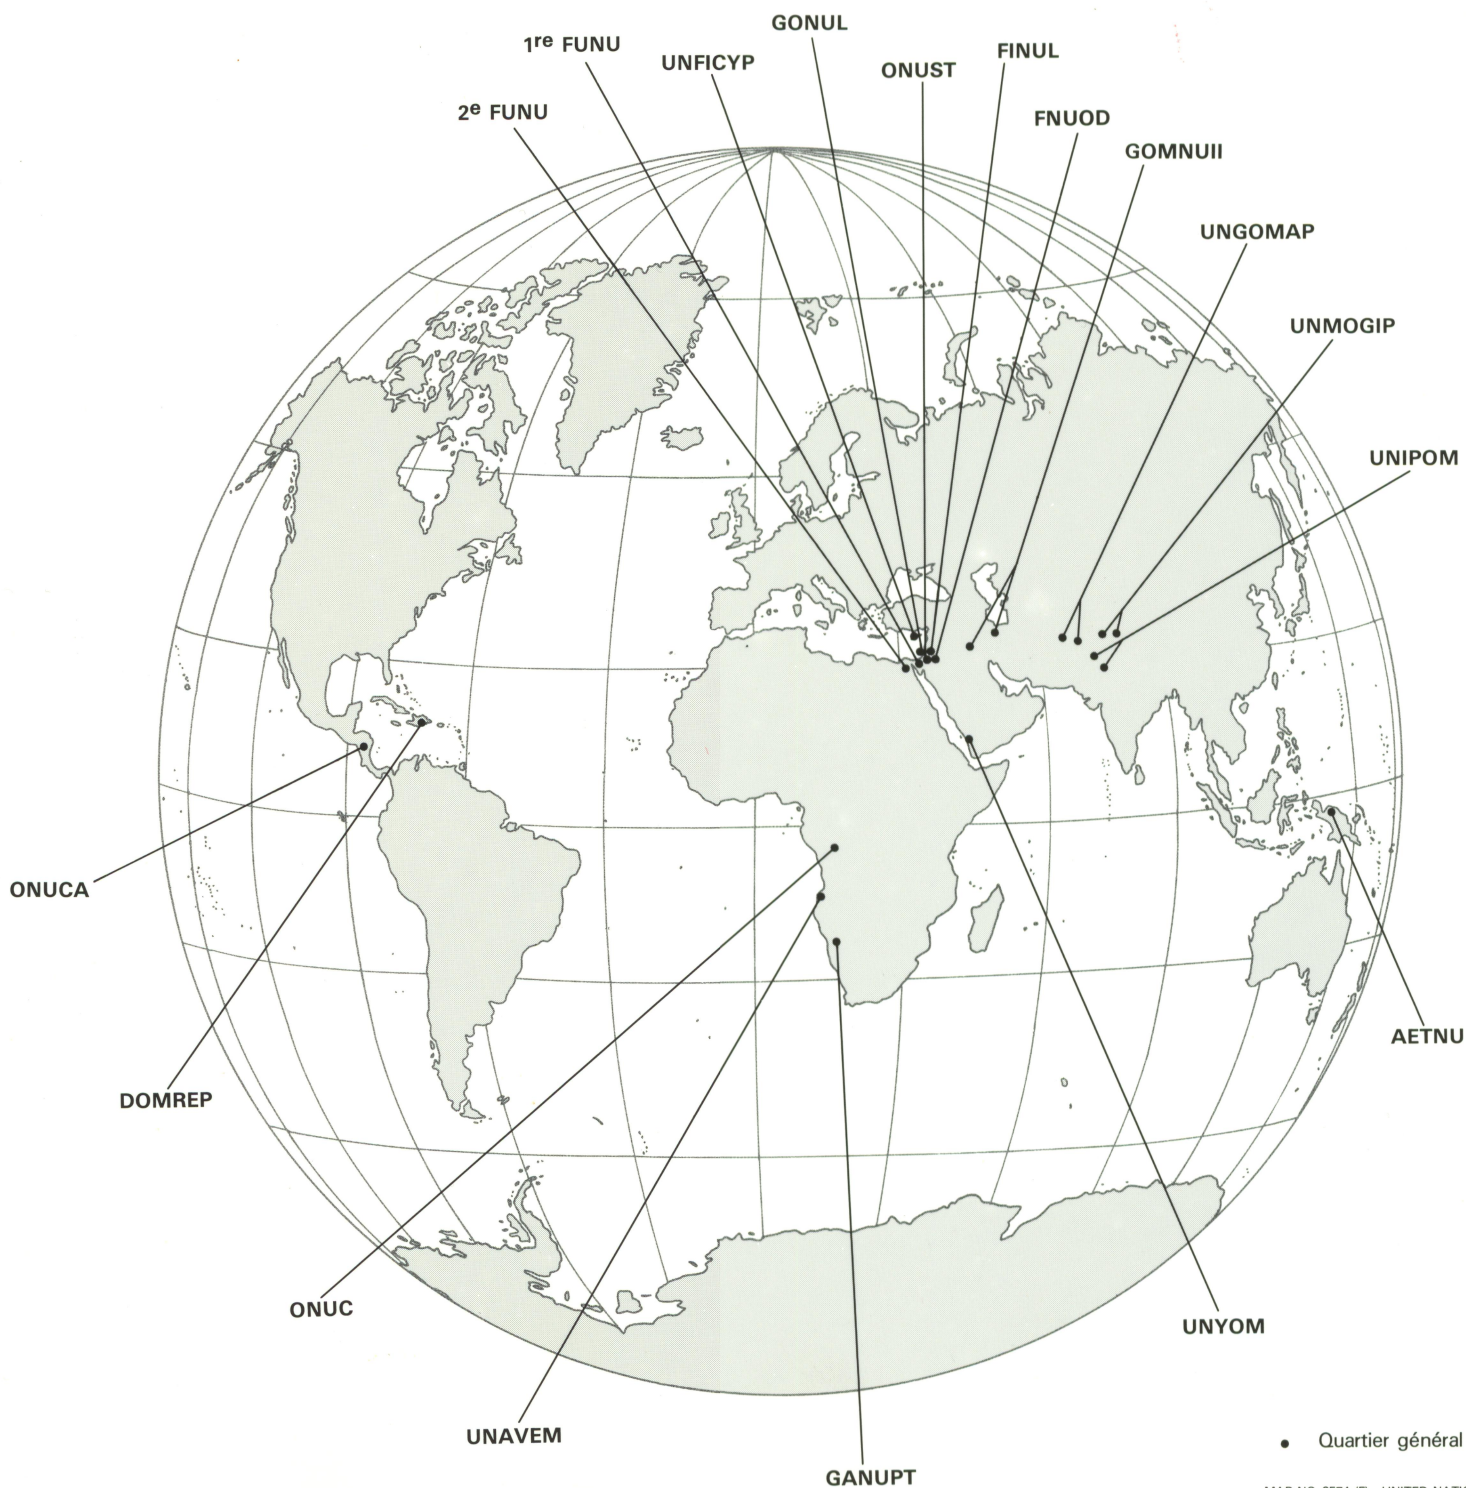 GONUL
1re FUNU
FINUL
UNFICYP
ONUST
2e FUNU
FNUOD
GOMNUII
UNGOMAP
UNMOGIP
UNIPOM
ONUCA
AETNU
DOMREP
ONUC
UNYOM
UNAVEM
Quartier général
GANUPT